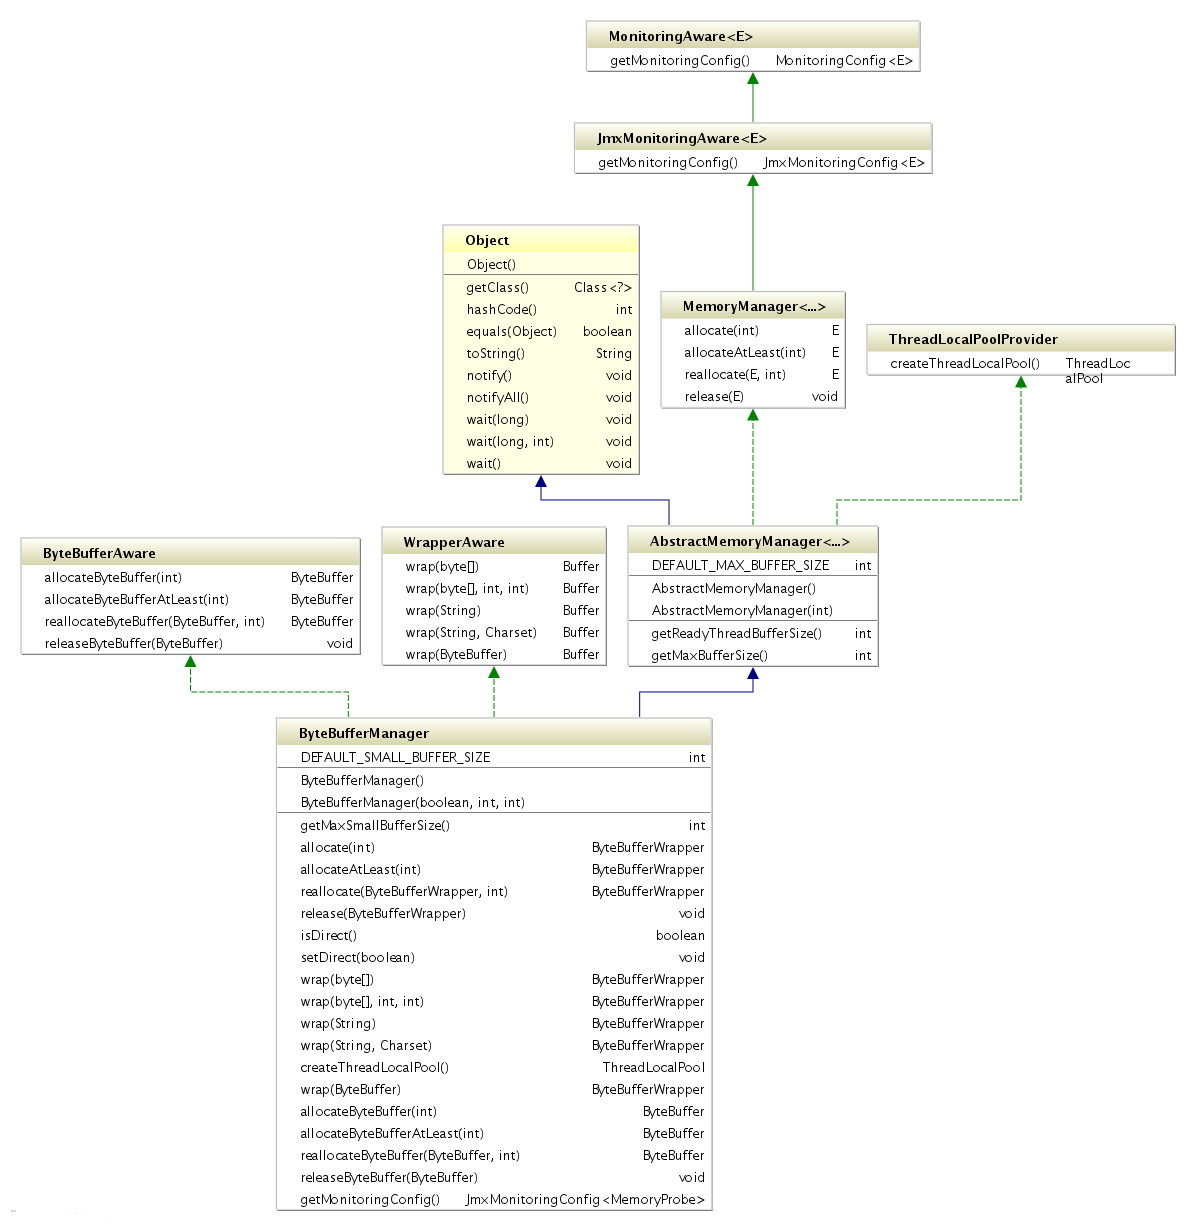 MonitoringAware<E>
getMonitoringConfig() MonitoringConfig<E>
JmxMonitoringAware<E>
getMonitoringConfig() JmxMonitoringConfig<E>
Object
Object()
getClass() Class<?>
hashCode() int
equals(Object) boolean
toString() String
notify() void
notifyAll() void
wait(long) void
wait(long, int) void
wait() void
MemoryManager<...>
allocate(int) E
allocateAtLeast(int) E
reallocate(E, int) E
release(E) void
ThreadLocalPoolProvider
createThreadLocalPool() ThreadLoc
alPool
ByteBufferAware
allocateByteBuffer(int) ByteBuffer
allocateByteBufferAtLeast(int) ByteBuffer
reallocateByteBuffer(ByteBuffer, int) ByteBuffer
releaseByteBuffer(ByteBuffer) void
WrapperAware
wrap(byte[]) Buffer
wrap(byte[], int, int) Buffer
wrap(String) Buffer
wrap(String, Charset) Buffer
wrap(ByteBuffer) Buffer
AbstractMemoryManager<...>
DEFAULT_MAX_BUFFER_SIZE int
AbstractMemoryManager()
AbstractMemoryManager(int)
getReadyThreadBufferSize() int
getMaxBufferSize() int
ByteBufferManager
DEFAULT_SMALL_BUFFER_SIZE int
ByteBufferManager()
ByteBufferManager(boolean, int, int)
getMaxSmallBufferSize() int
allocate(int) ByteBufferWrapper
allocateAtLeast(int) ByteBufferWrapper
reallocate(ByteBufferWrapper, int) ByteBufferWrapper
release(ByteBufferWrapper) void
isDirect() boolean
setDirect(boolean) void
wrap(byte[]) ByteBufferWrapper
wrap(byte[], int, int) ByteBufferWrapper
wrap(String) ByteBufferWrapper
wrap(String, Charset) ByteBufferWrapper
createThreadLocalPool() ThreadLocalPool
wrap(ByteBuffer) ByteBufferWrapper
allocateByteBuffer(int) ByteBuffer
allocateByteBufferAtLeast(int) ByteBuffer
reallocateByteBuffer(ByteBuffer, int) ByteBuffer
releaseByteBuffer(ByteBuffer) void
getMonitoringConfig() JmxMonitoringConfig<MemoryProbe>